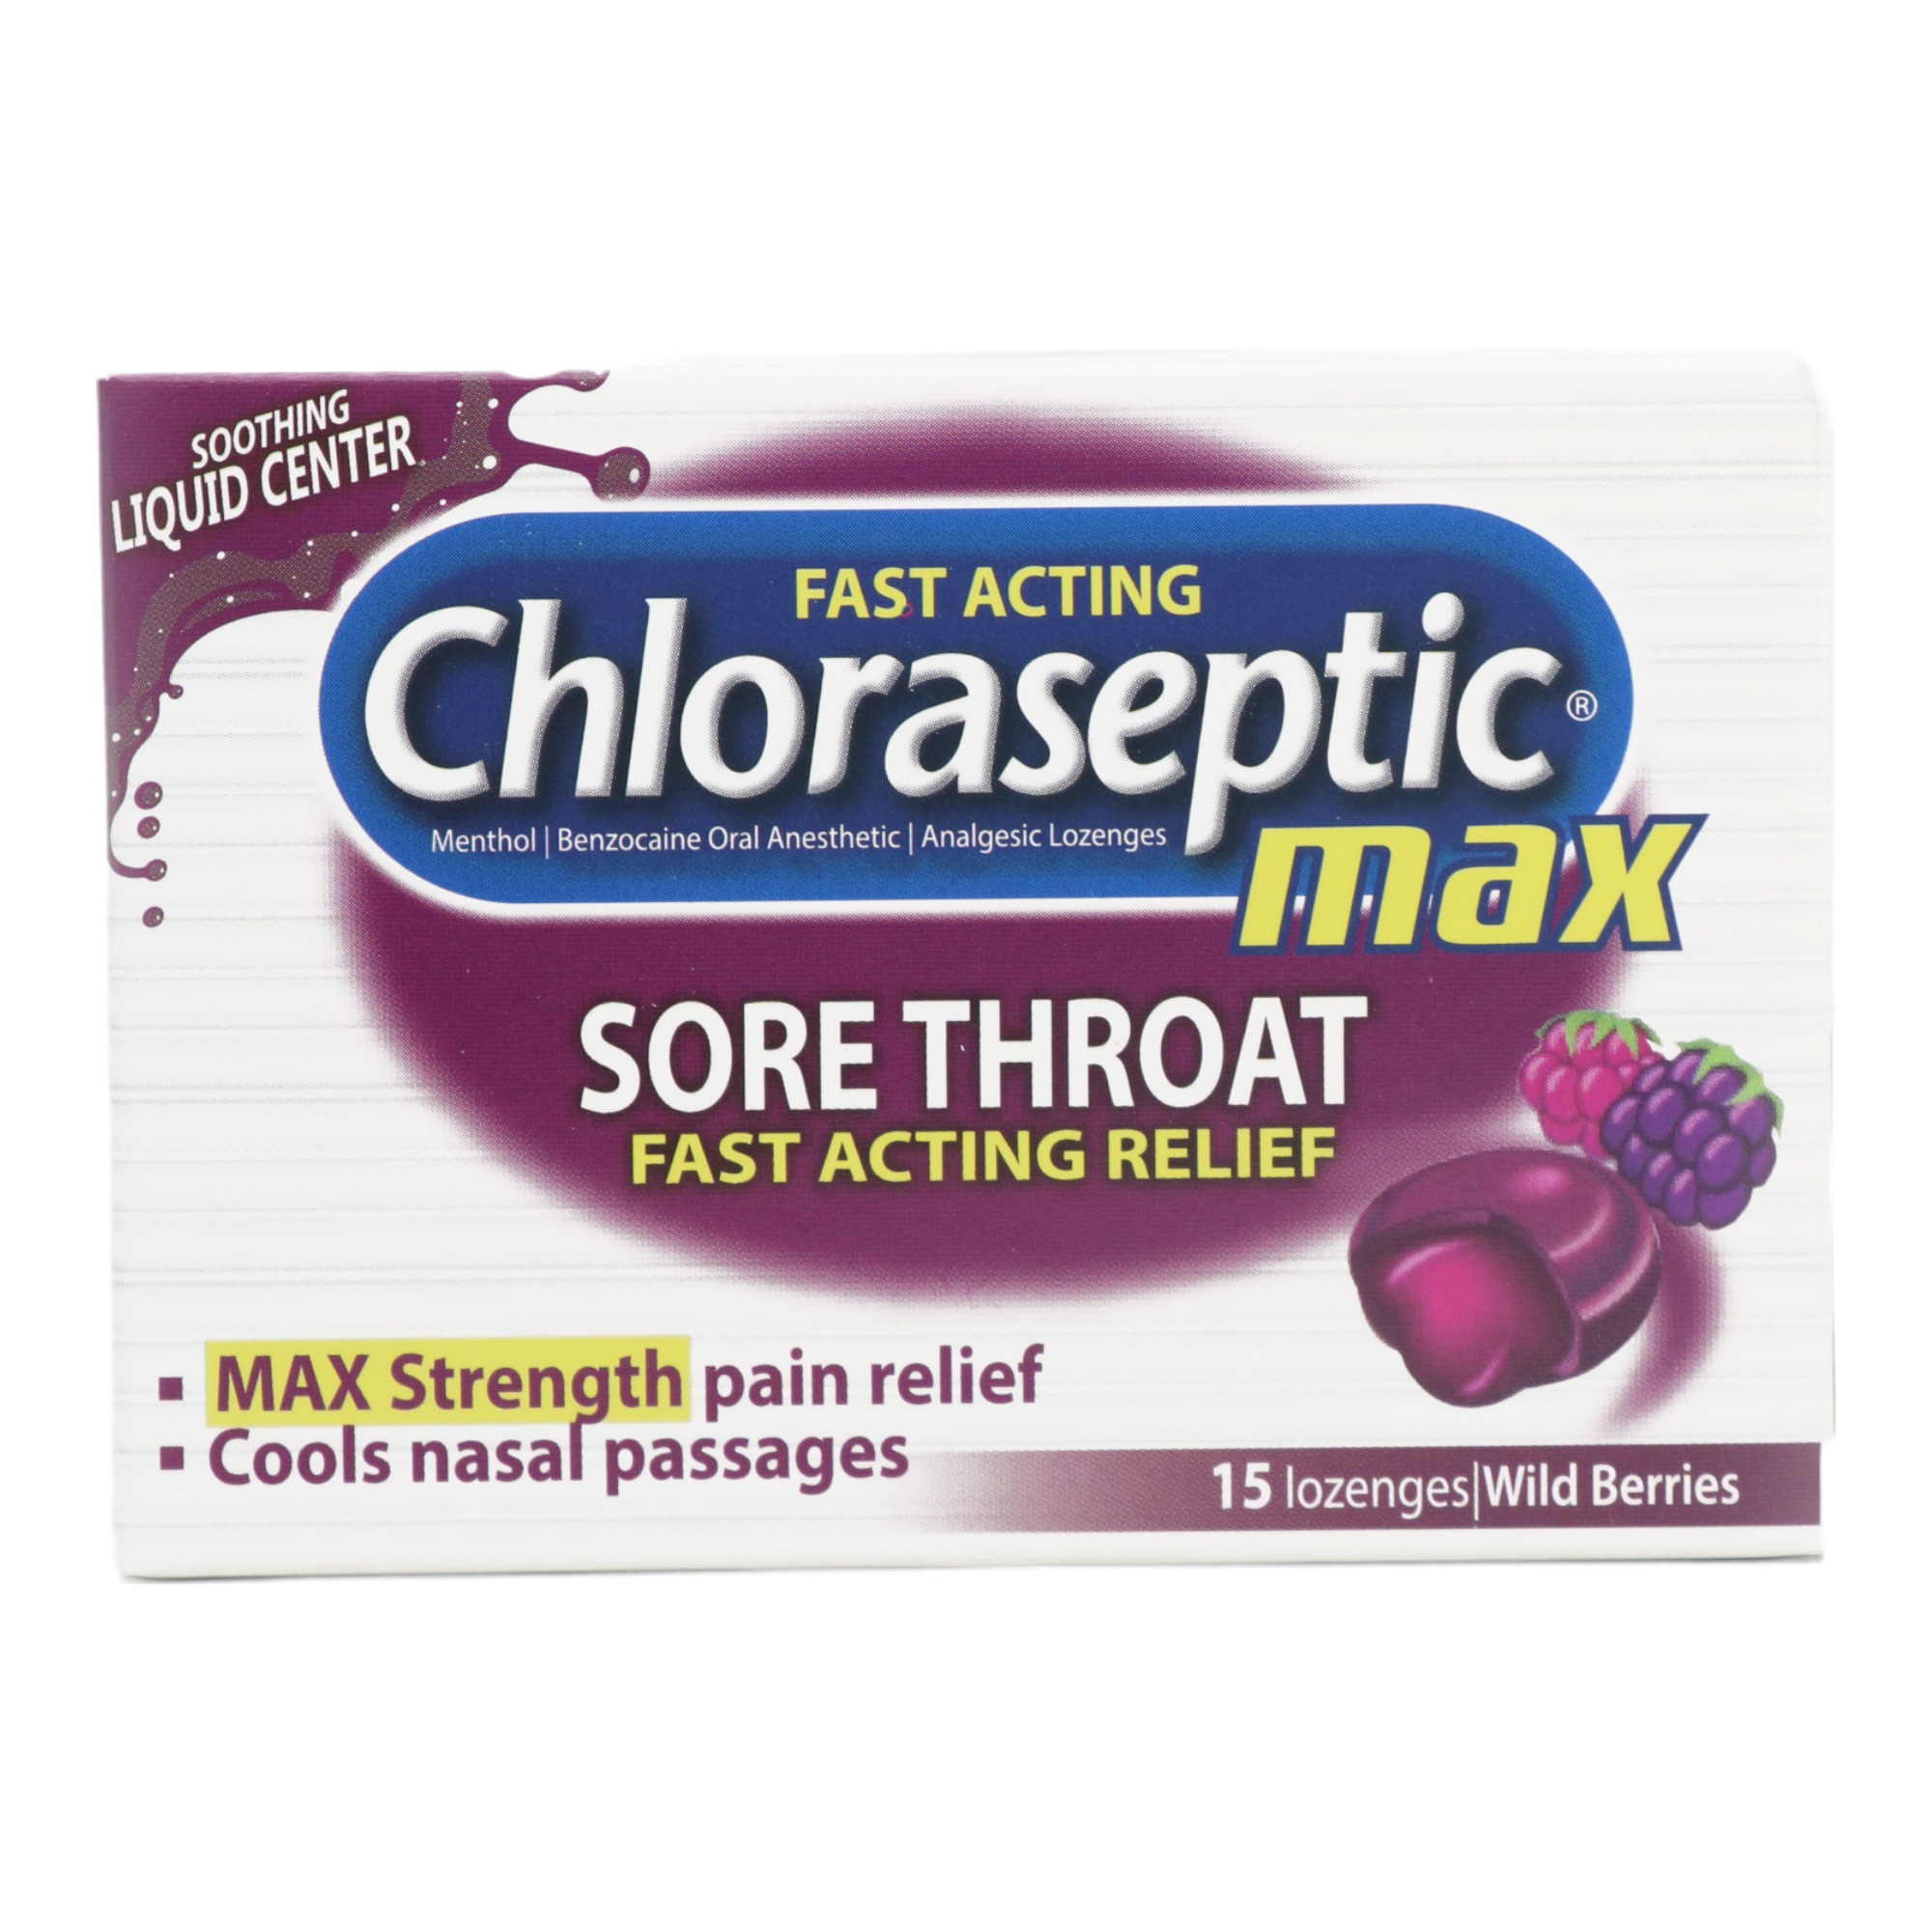 SOOTHING
LIQUID CENTER
FAST ACTING
Chloraseptic®
Menthol | Benzocaine Oral Anesthetic | Analgesic Lozenges
max
SORE THROAT
FAST ACTING RELIEF
▪ MAX Strength pain relief
▪ Cools nasal passages
15 lozenges|Wild Berries